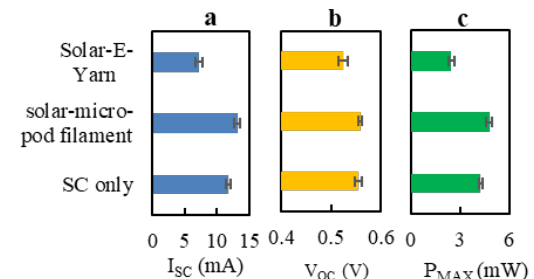 a
b
c
Solar-E-
Yarn
solar-micro-
pod filament
SC only
0 5 10 15
0.4 0.5 0.6
0 3 6
I_SC (mA)
V_OC (V)
P_MAX (mW)